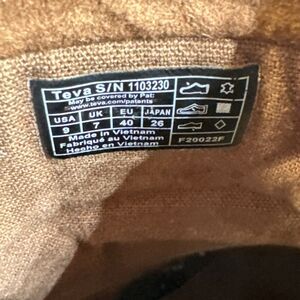 Teva S/N 1103230
May be covered by Pat:
www.teva.com/patents
USA UK EU JAPAN
9 7 40 26
Made in Vietnam
Fabriqué au Vietnam
Hecho en Vietnam
F20022F